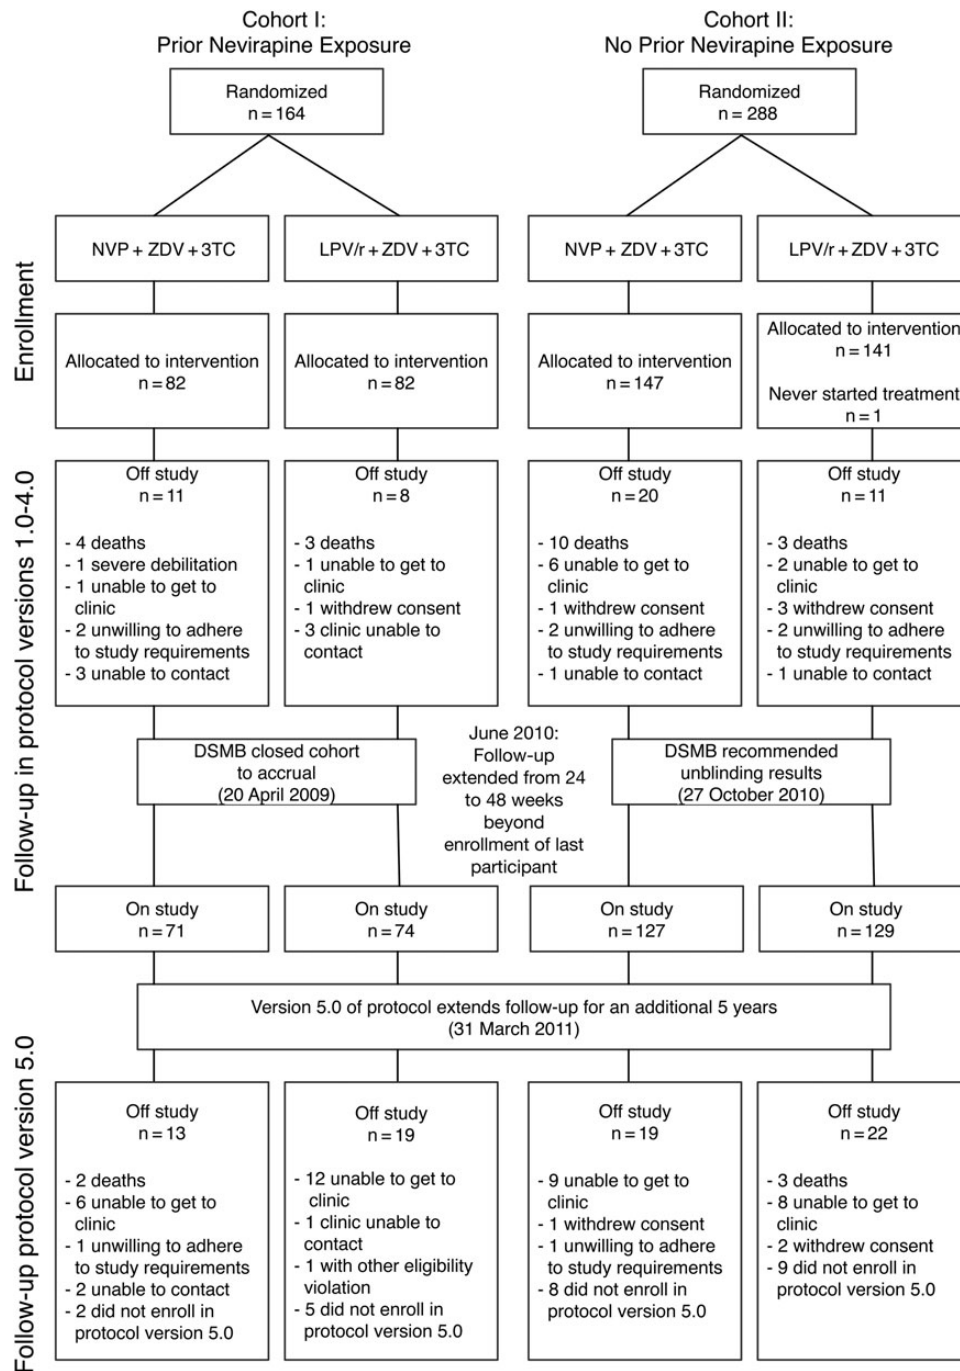 Cohort I:
Prior Nevirapine Exposure
Cohort II:
No Prior Nevirapine Exposure
Randomized
n = 164
Randomized
n = 288
Enrollment
NVP + ZDV + 3TC
LPV/r + ZDV + 3TC
NVP + ZDV + 3TC
LPV/r + ZDV + 3TC
Allocated to intervention
n = 82
Allocated to intervention
n = 82
Allocated to intervention
n = 147
Allocated to intervention
n = 141
Never started treatment
n = 1
Follow-up in protocol versions 1.0-4.0
Off study
n = 11
- 4 deaths
- 1 severe debilitation
- 1 unable to get to
clinic
- 2 unwilling to adhere
to study requirements
- 3 unable to contact
Off study
n = 8
- 3 deaths
- 1 unable to get to
clinic
- 1 withdrew consent
- 3 clinic unable to
contact
Off study
n = 20
- 10 deaths
- 6 unable to get to
clinic
- 1 withdrew consent
- 2 unwilling to adhere
to study requirements
- 1 unable to contact
Off study
n = 11
- 3 deaths
- 2 unable to get to
clinic
- 3 withdrew consent
- 2 unwilling to adhere
to study requirements
- 1 unable to contact
DSMB closed cohort
to accrual
(20 April 2009)
June 2010:
Follow-up
extended from 24
to 48 weeks
beyond
enrollment of last
participant
DSMB recommended
unblinding results
(27 October 2010)
On study
n = 71
On study
n = 74
On study
n = 127
On study
n = 129
Version 5.0 of protocol extends follow-up for an additional 5 years
(31 March 2011)
Follow-up protocol version 5.0
Off study
n = 13
- 2 deaths
- 6 unable to get to
clinic
- 1 unwilling to adhere
to study requirements
- 2 unable to contact
- 2 did not enroll in
protocol version 5.0
Off study
n = 19
- 12 unable to get to
clinic
- 1 clinic unable to
contact
- 1 with other eligibility
violation
- 5 did not enroll in
protocol version 5.0
Off study
n = 19
- 9 unable to get to
clinic
- 1 withdrew consent
- 1 unwilling to adhere
to study requirements
- 8 did not enroll in
protocol version 5.0
Off study
n = 22
- 3 deaths
- 8 unable to get to
clinic
- 2 withdrew consent
- 9 did not enroll in
protocol version 5.0